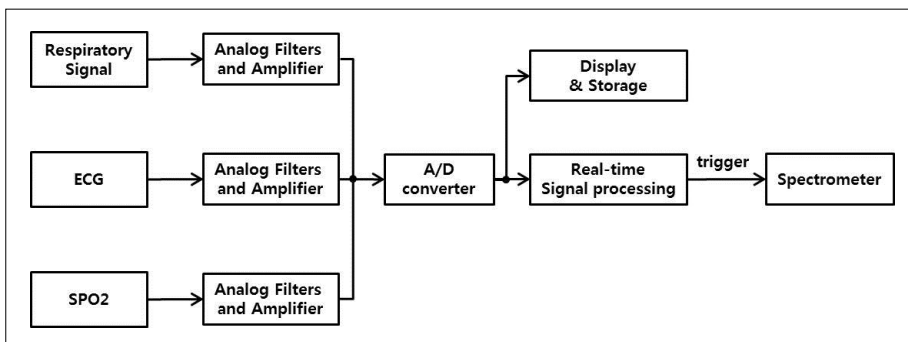 Respiratory
Signal
Analog Filters
and Amplifier
Display
& Storage
ECG
Analog Filters
and Amplifier
A/D
converter
Real-time
Signal processing
trigger
Spectrometer
SPO2
Analog Filters
and Amplifier